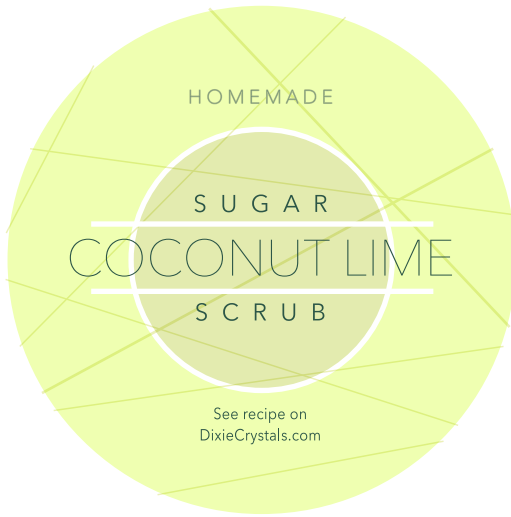 HOMEMADE
SUGAR
COCONUT LIME
SCRUB
See recipe on
DixieCrystals.com